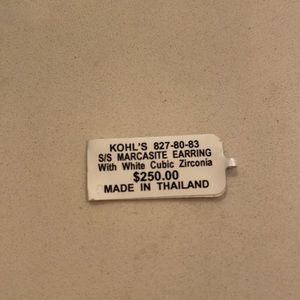 KOHL'S 827-80-83
S/S MARCASITE EARRING
With White Cubic Zirconia
$250.00
MADE IN THAILAND